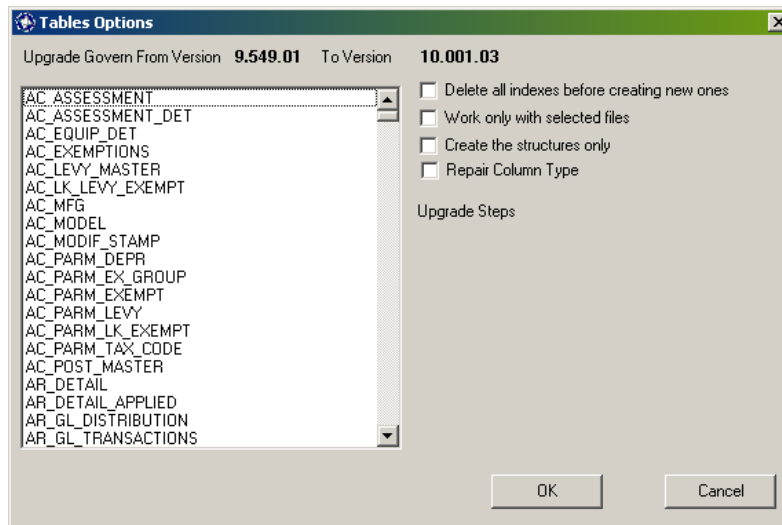 Tables Options
Upgrade Govern From Version 9.549.01 To Version 10.001.03
AC_ASSESSMENT
AC_ASSESSMENT_DET
AC_EQUIP_DET
AC_EXEMPTIONS
AC_LEVY_MASTER
AC_LK_LEVY_EXEMPT
AC_MFG
AC_MODEL
AC_MODIF_STAMP
AC_PARM_DEPR
AC_PARM_EX_GROUP
AC_PARM_EXEMPT
AC_PARM_LEVY
AC_PARM_LK_EXEMPT
AC_PARM_TAX_CODE
AC_POST_MASTER
AR_DETAIL
AR_DETAIL_APPLIED
AR_GL_DISTRIBUTION
AR_GL_TRANSACTIONS
Delete all indexes before creating new ones
Work only with selected files
Create the structures only
Repair Column Type
Upgrade Steps
OK
Cancel